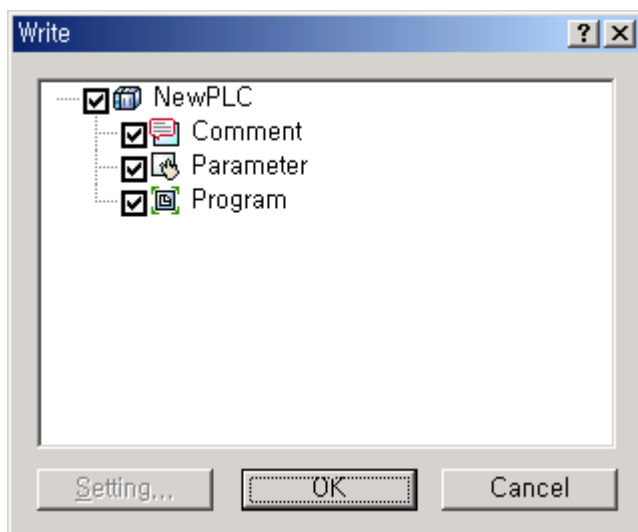 Write
NewPLC
Comment
Parameter
Program
Setting...
OK
Cancel